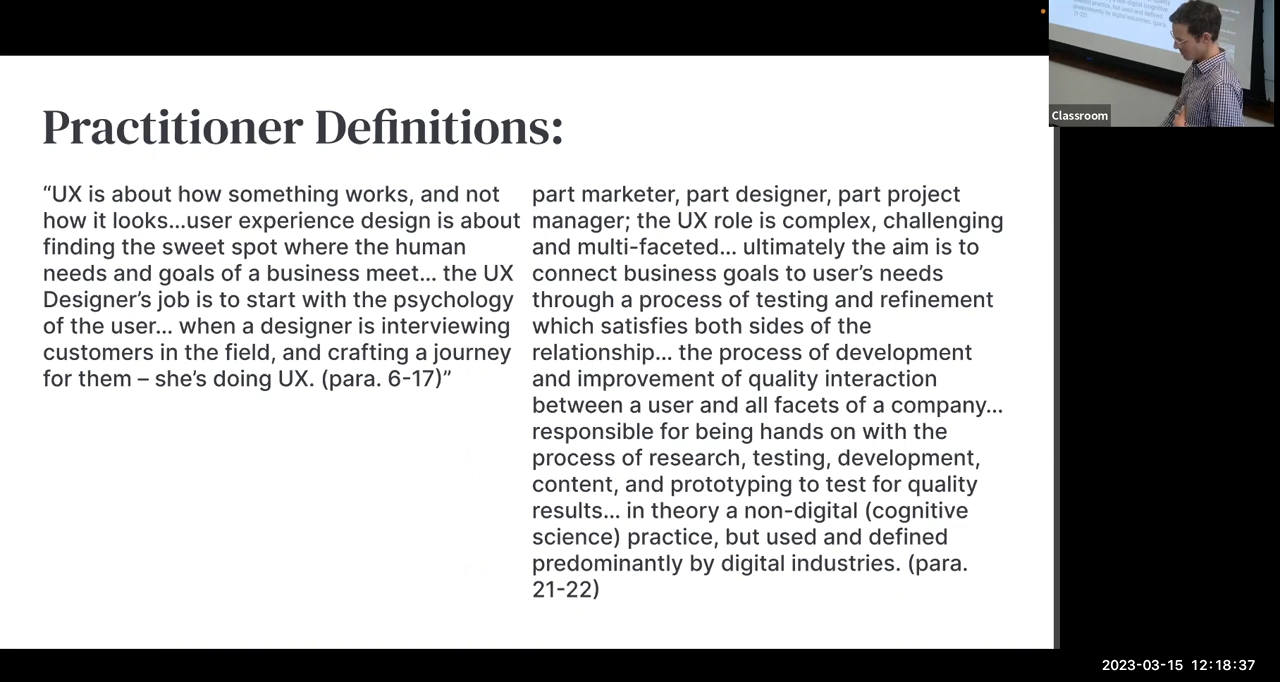 Practitioner Definitions:
“UX is about how something works, and not
how it looks...user experience design is about
finding the sweet spot where the human
needs and goals of a business meet... the UX
Designer’s job is to start with the psychology
of the user... when a designer is interviewing
customers in the field, and crafting a journey
for them – she’s doing UX. (para. 6-17)”
part marketer, part designer, part project
manager; the UX role is complex, challenging
and multi-faceted... ultimately the aim is to
connect business goals to user’s needs
through a process of testing and refinement
which satisfies both sides of the
relationship... the process of development
and improvement of quality interaction
between a user and all facets of a company...
responsible for being hands on with the
process of research, testing, development,
content, and prototyping to test for quality
results... in theory a non-digital (cognitive
science) practice, but used and defined
predominantly by digital industries. (para.
21-22)
Classroom
2023-03-15 12:18:37